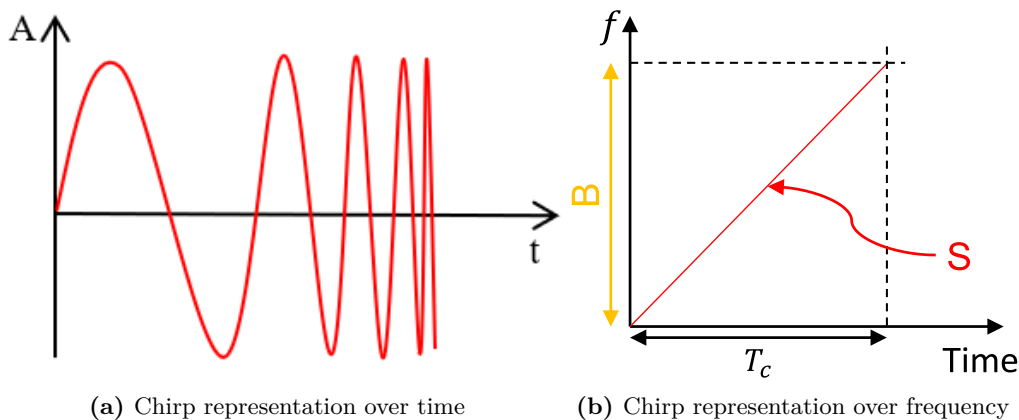 A
t
(a) Chirp representation over time
f
B
S
T_c
Time
(b) Chirp representation over frequency